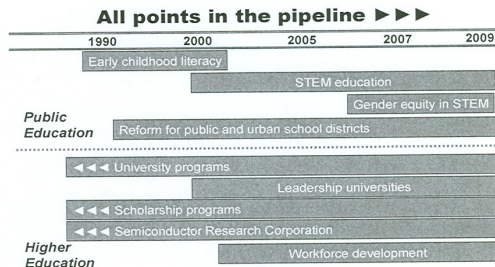 All points in the pipeline ►►►
1990 2000 2005 2007 2009
Early childhood literacy
STEM education
Gender equity in STEM
Public
Education
Reform for public and urban school districts
◄◄◄ University programs
Leadership universities
◄◄◄ Scholarship programs
◄◄◄ Semiconductor Research Corporation
Higher
Education
Workforce development